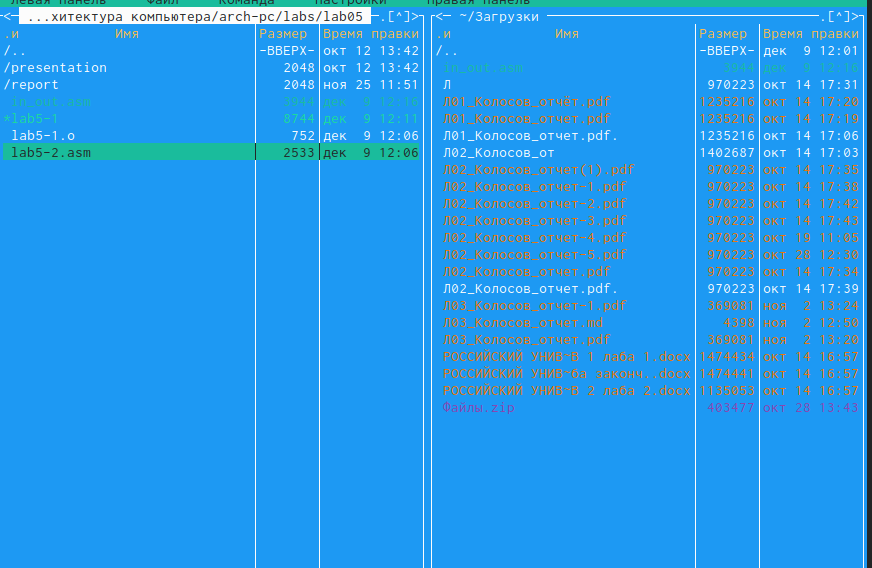 левая панель Файл Команда Настройки Правая панель
<─ ...хитектура компьютера/arch-pc/labs/lab05 .[^]>
.и Имя Размер Время правки
/.. -ВВЕРХ- окт 12 13:42
/presentation 2048 окт 12 13:42
/report 2048 ноя 25 11:51
in_out.asm 3944 дек 9 12:16
*lab5-1 8744 дек 9 12:11
lab5-1.o 752 дек 9 12:06
lab5-2.asm 2533 дек 9 12:06
<─ ~/Загрузки .[^]>
.и Имя Размер Время правки
/.. -ВВЕРХ- дек 9 12:01
in_out.asm 3944 дек 9 12:16
Л 970223 окт 14 17:31
Л01_Колосов_отчёт.pdf 1235216 окт 14 17:20
Л01_Колосов_отчет.pdf 1235216 окт 14 17:19
Л01_Колосов_отчет.pdf. 1235216 окт 14 17:06
Л02_Колосов_от 1402687 окт 14 17:03
Л02_Колосов_отчет(1).pdf 970223 окт 14 17:35
Л02_Колосов_отчет-1.pdf 970223 окт 14 17:38
Л02_Колосов_отчет-2.pdf 970223 окт 14 17:42
Л02_Колосов_отчет-3.pdf 970223 окт 14 17:43
Л02_Колосов_отчет-4.pdf 970223 окт 19 11:05
Л02_Колосов_отчет-5.pdf 970223 окт 28 12:30
Л02_Колосов_отчет.pdf 970223 окт 14 17:34
Л02_Колосов_отчет.pdf. 970223 окт 14 17:39
Л03_Колосов_отчет-1.pdf 369081 ноя 2 13:24
Л03_Колосов_отчет.md 4398 ноя 2 12:50
Л03_Колосов_отчет.pdf 369081 ноя 2 13:20
РОССИЙСКИЙ УНИВ~В 1 лаба 1.docx 1474434 окт 14 16:57
РОССИЙСКИЙ УНИВ~ба законч..docx 1474441 окт 14 16:57
РОССИЙСКИЙ УНИВ~В 2 лаба 2.docx 1135053 окт 14 16:57
Файлы.zip 403477 окт 28 13:43